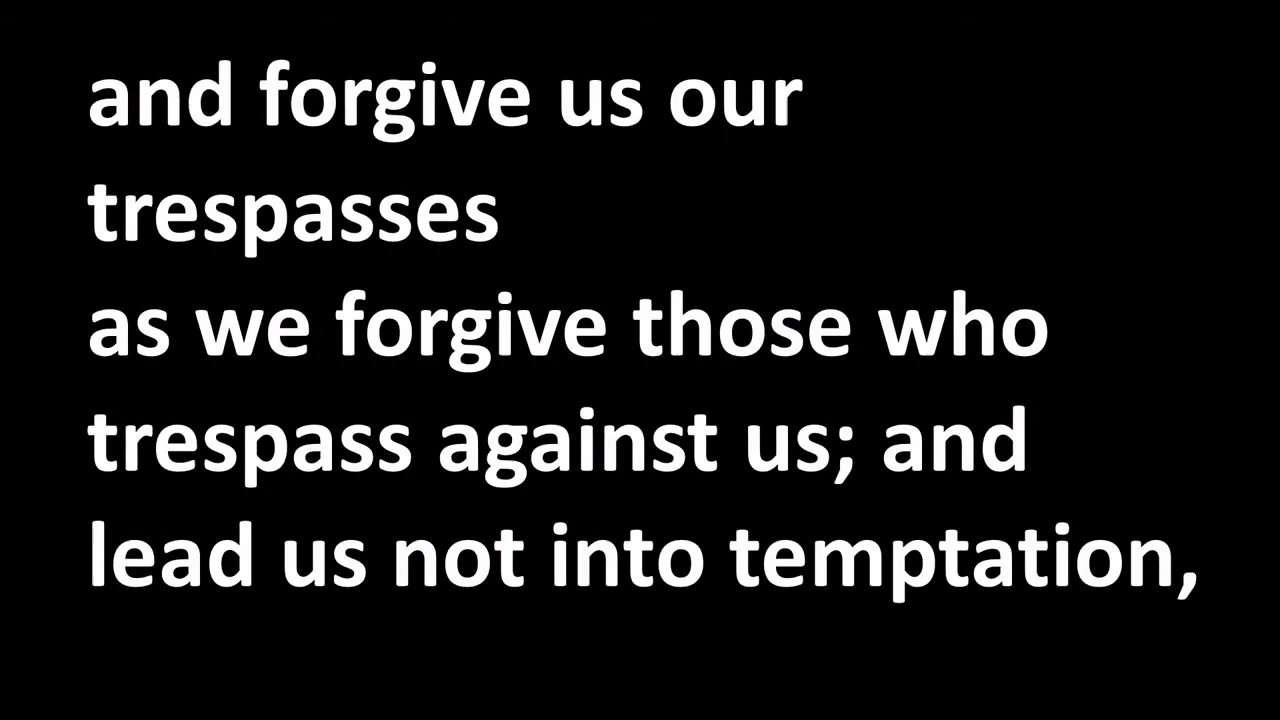 and forgive us our
trespasses
as we forgive those who
trespass against us; and
lead us not into temptation,